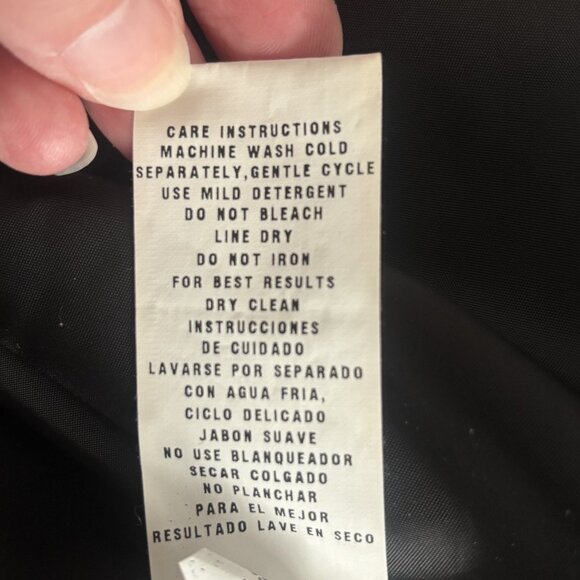 CARE INSTRUCTIONS
MACHINE WASH COLD
SEPARATELY, GENTLE CYCLE
USE MILD DETERGENT
DO NOT BLEACH
LINE DRY
DO NOT IRON
FOR BEST RESULTS
DRY CLEAN
INSTRUCCIONES
DE CUIDADO
LAVARSE POR SEPARADO
CON AGUA FRIA,
CICLO DELICADO
JABON SUAVE
NO USE BLANQUEADOR
SECAR COLGADO
NO PLANCHAR
PARA EL MEJOR
RESULTADO LAVE EN SECO